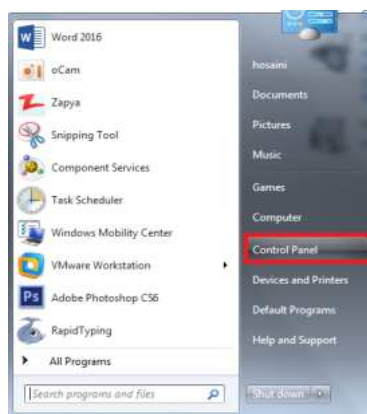 Word 2016
oCam
Zapya
Snipping Tool
Component Services
Task Scheduler
Windows Mobility Center
VMware Workstation
Ps Adobe Photoshop CS6
RapidTyping
All Programs
Search programs and files
hosaini
Documents
Pictures
Music
Games
Computer
Control Panel
Devices and Printers
Default Programs
Help and Support
Shut down